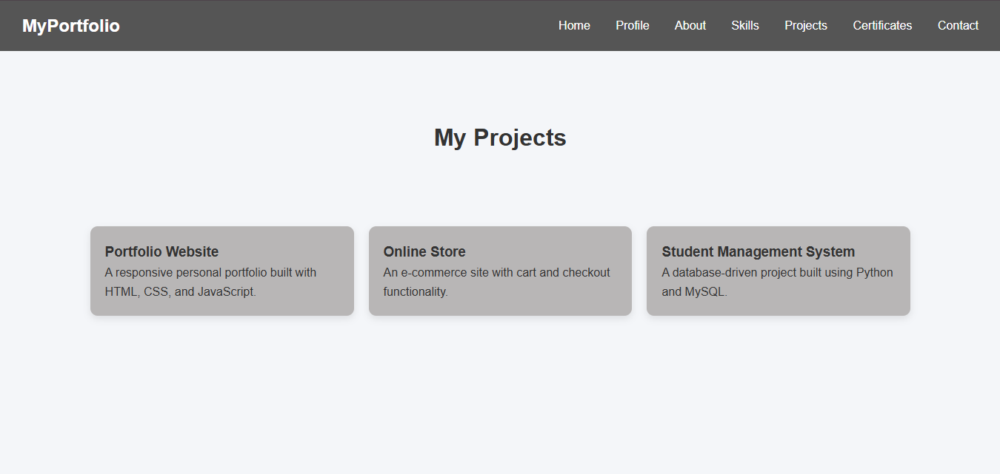 MyPortfolio
Home Profile About Skills Projects Certificates Contact
My Projects
Portfolio Website
A responsive personal portfolio built with
HTML, CSS, and JavaScript.
Online Store
An e-commerce site with cart and checkout
functionality.
Student Management System
A database-driven project built using Python
and MySQL.